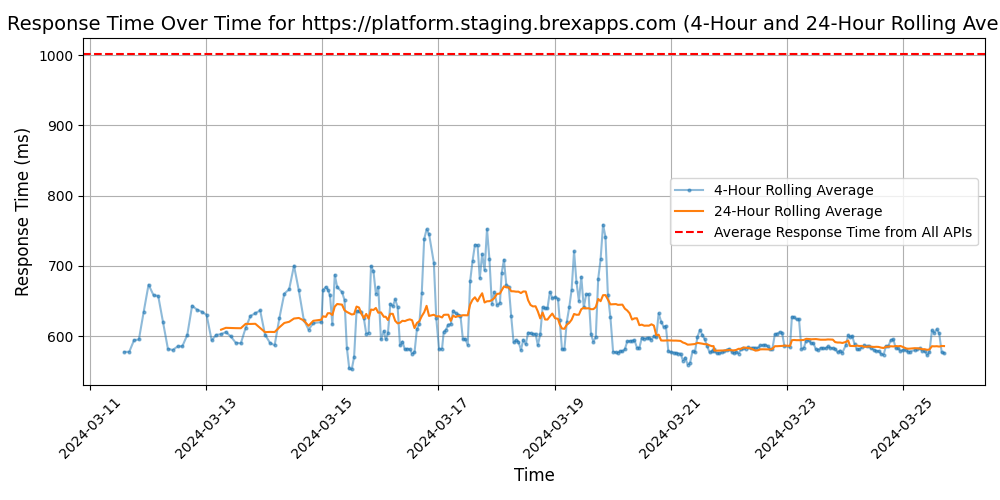 Response Time Over Time for https://platform.staging.brexapps.com (4-Hour and 24-Hour Rolling Ave
Response Time (ms)
1000
900
800
700
600
4-Hour Rolling Average
24-Hour Rolling Average
Average Response Time from All APIs
2024-03-11
2024-03-13
2024-03-15
2024-03-17
2024-03-19
2024-03-21
2024-03-23
2024-03-25
Time